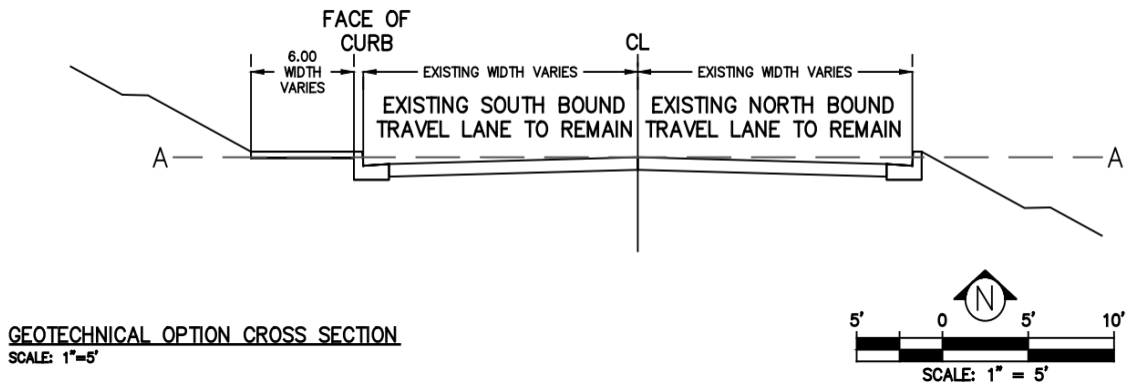 FACE OF
CURB
CL
6.00
WIDTH
VARIES
EXISTING WIDTH VARIES
EXISTING WIDTH VARIES
EXISTING SOUTH BOUND
TRAVEL LANE TO REMAIN
EXISTING NORTH BOUND
TRAVEL LANE TO REMAIN
A
A
N
GEOTECHNICAL OPTION CROSS SECTION
SCALE: 1"=5'
5' 0 5' 10'
SCALE: 1" = 5'